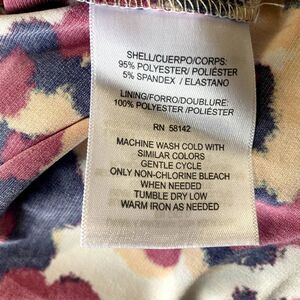 SHELL/CUERPO/CORPS:
95% POLYESTER/ POLIÉSTER
5% SPANDEX / ELASTANO
LINING/FORRO/DOUBLURE:
100% POLYESTER /POLIÉSTER
RN 58142
MACHINE WASH COLD WITH
SIMILAR COLORS
GENTLE CYCLE
ONLY NON-CHLORINE BLEACH
WHEN NEEDED
TUMBLE DRY LOW
WARM IRON AS NEEDED